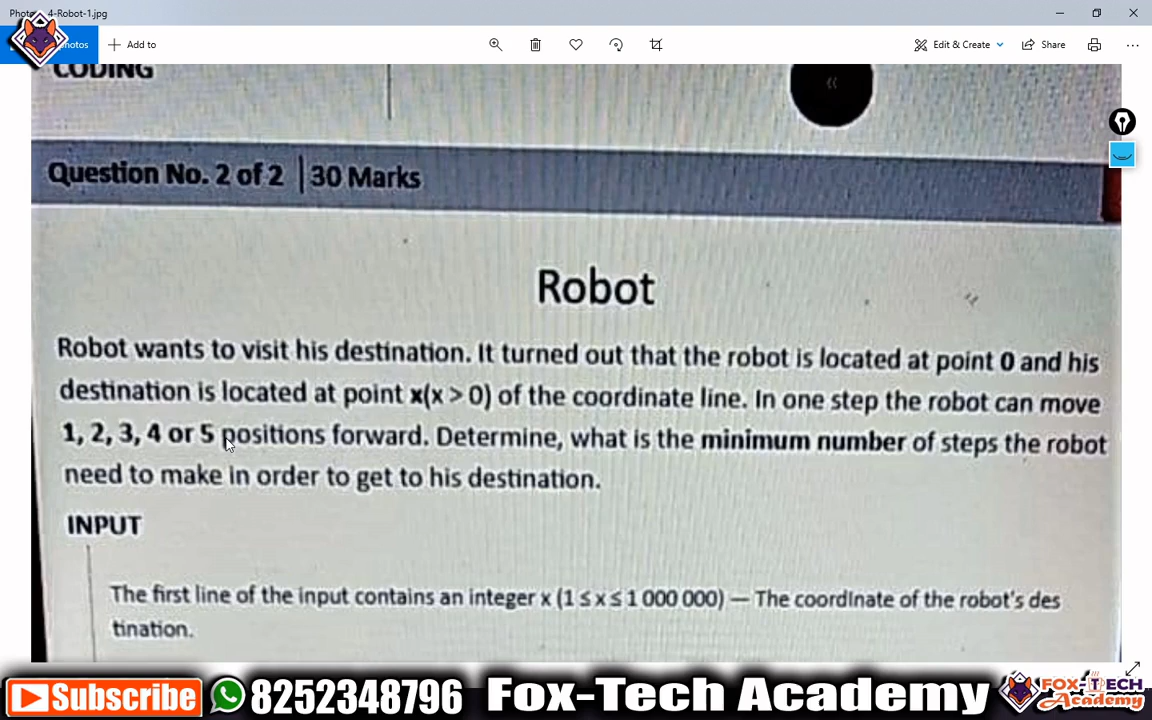 Photos 4-Robot-1.jpg
hotos
Add to
Edit & Create
Share
CODING
Question No. 2 of 2 | 30 Marks
Robot
Robot wants to visit his destination. It turned out that the robot is located at point 0 and his
destination is located at point x(x > 0) of the coordinate line. In one step the robot can move
1, 2, 3, 4 or 5 positions forward. Determine, what is the minimum number of steps the robot
need to make in order to get to his destination.
INPUT
The first line of the input contains an integer x (1 ≤ x ≤ 1 000 000) — The coordinate of the robot's des
tination.
Subscribe
8252348796
Fox-Tech Academy
FOX-TECH
Academy